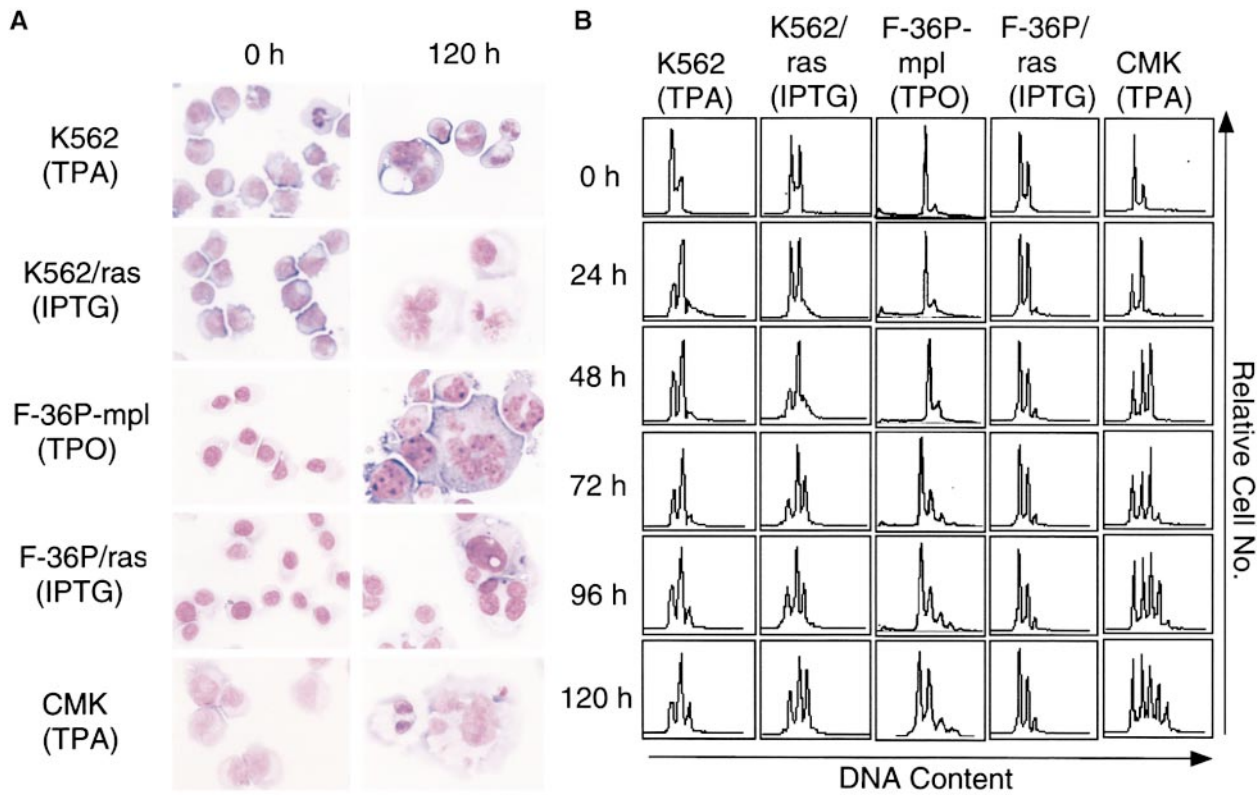 A
0 h
120 h
K562
(TPA)
K562/ras
(IPTG)
F-36P-mpl
(TPO)
F-36P/ras
(IPTG)
CMK
(TPA)
B
K562
(TPA)
K562/
ras
(IPTG)
F-36P-
mpl
(TPO)
F-36P/
ras
(IPTG)
CMK
(TPA)
0 h
24 h
48 h
72 h
96 h
120 h
Relative Cell No.
DNA Content